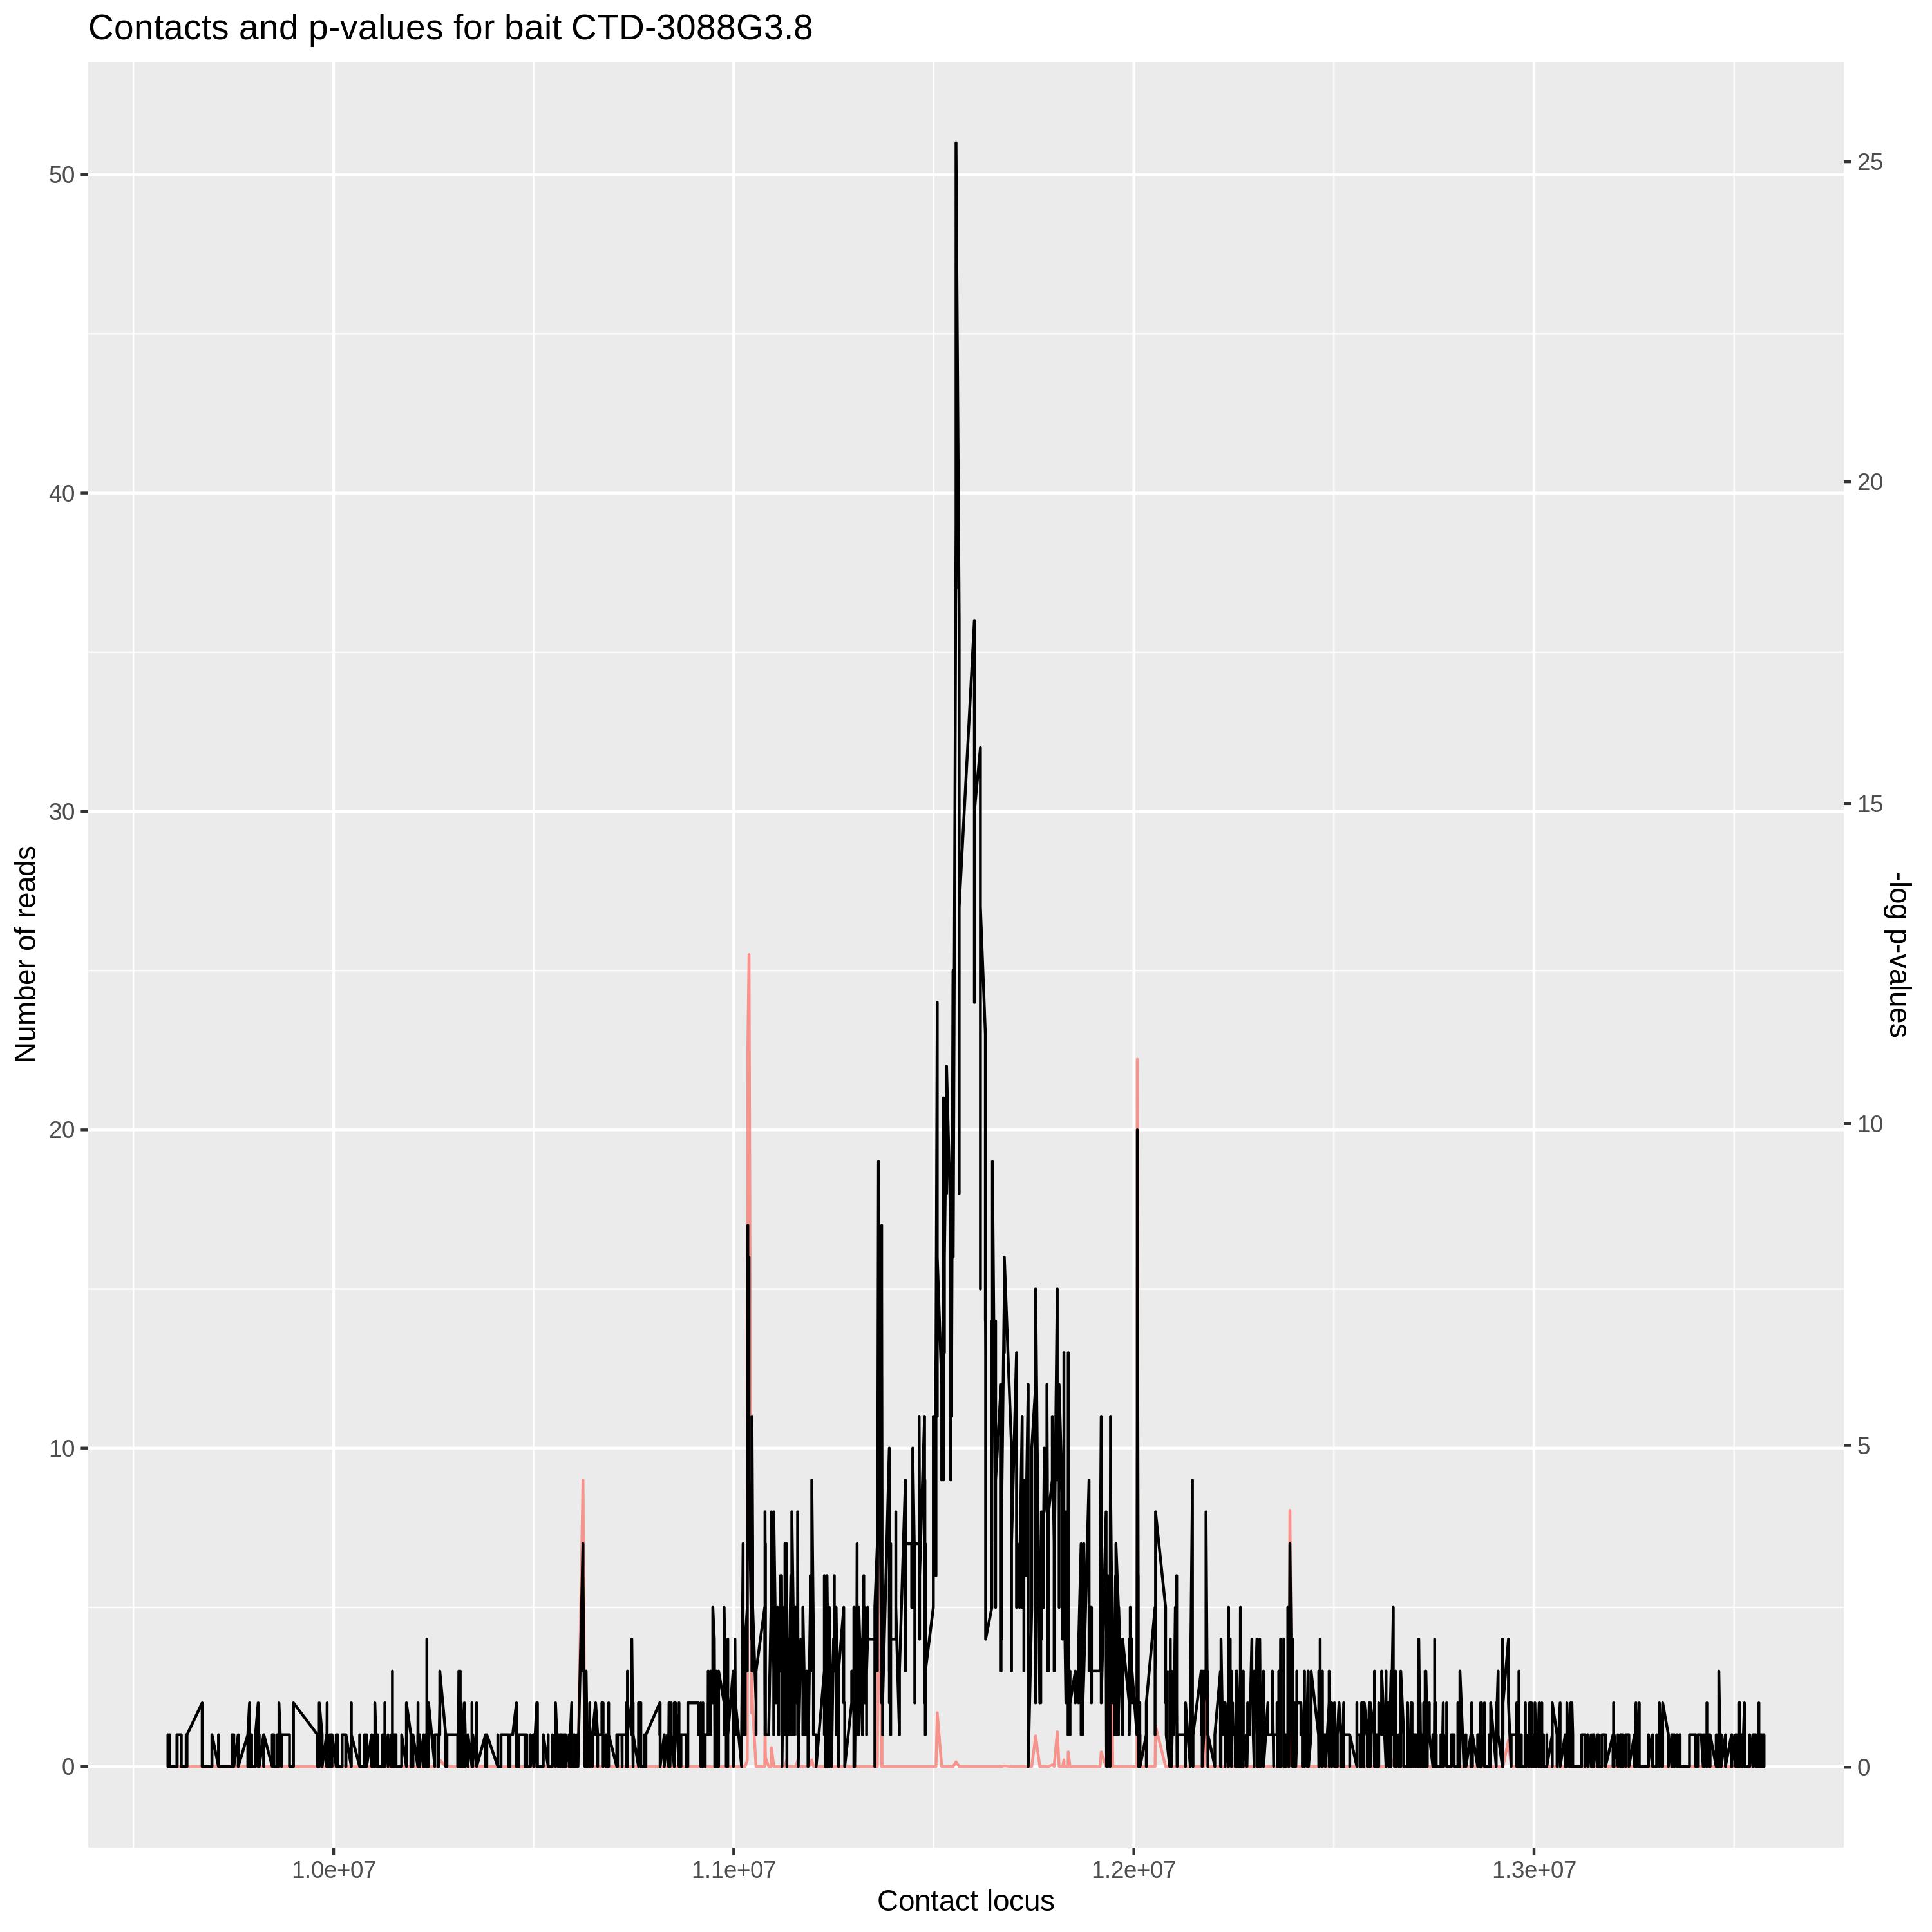 Contacts and p-values for bait CTD-3088G3.8
50
40
30
20
10
0
Number of reads
25
20
15
10
5
0
-log p-values
1.0e+07
1.1e+07
1.2e+07
1.3e+07
Contact locus